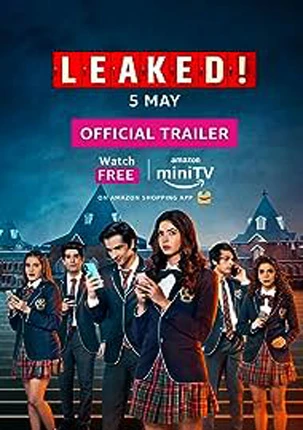 LEAKED!
5 MAY
OFFICIAL TRAILER
Watch
FREE
amazon
miniTV
ON AMAZON SHOPPING APP